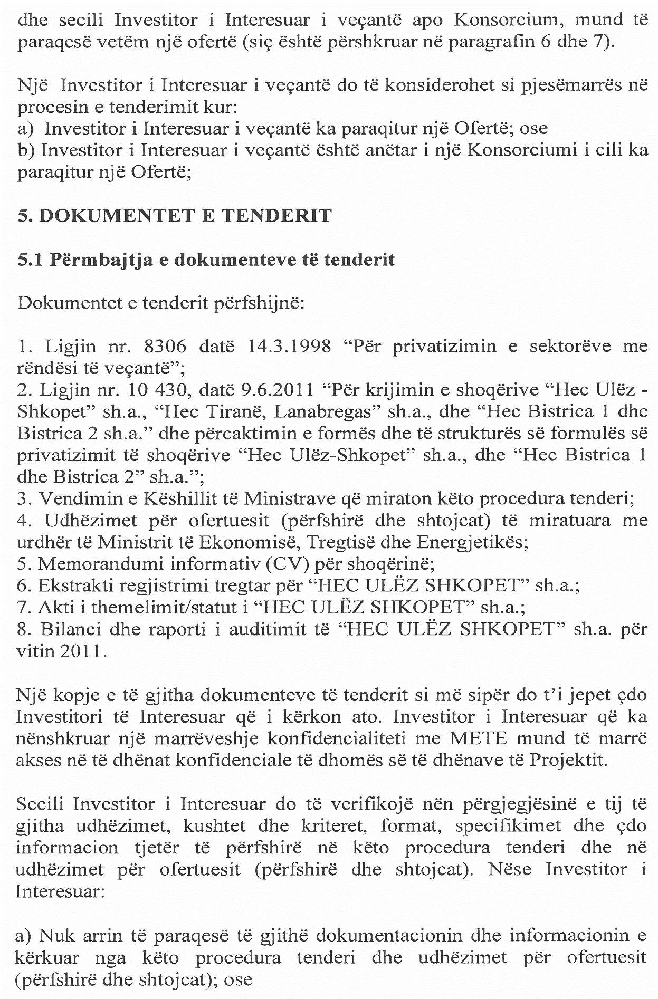 dhe secili Investitor i Interesuar i veçantë apo Konsorcium, mund të
paraqesë vetëm një ofertë (siç është përshkruar në paragrafin 6 dhe 7).
Një Investitor i Interesuar i veçantë do të konsiderohet si pjesëmarrës në
procesin e tenderimit kur:
a) Investitor i Interesuar i veçantë ka paraqitur një Ofertë; ose
b) Investitor i Interesuar i veçantë është anëtar i një Konsorciumi i cili ka
paraqitur një Ofertë;
5. DOKUMENTET E TENDERIT
5.1 Përmbajtja e dokumenteve të tenderit
Dokumentet e tenderit përfshijnë:
1. Ligjin nr. 8306 datë 14.3.1998 “Për privatizimin e sektorëve me
rëndësi të veçantë”;
2. Ligjin nr. 10 430, datë 9.6.2011 “Për krijimin e shoqërive “Hec Ulëz -
Shkopet” sh.a., “Hec Tiranë, Lanabregas” sh.a., dhe “Hec Bistrica 1 dhe
Bistrica 2 sh.a.” dhe përcaktimin e formës dhe të strukturës së formulës së
privatizimit të shoqërive “Hec Ulëz-Shkopet” sh.a., dhe “Hec Bistrica 1
dhe Bistrica 2” sh.a.”;
3. Vendimin e Këshillit të Ministrave që miraton këto procedura tenderi;
4. Udhëzimet për ofertuesit (përfshirë dhe shtojcat) të miratuara me
urdhër të Ministrit të Ekonomisë, Tregtisë dhe Energjetikës;
5. Memorandumi informativ (CV) për shoqërinë;
6. Ekstrakti regjistrimi tregtar për “HEC ULËZ SHKOPET” sh.a.;
7. Akti i themelimit/statut i “HEC ULËZ SHKOPET” sh.a.;
8. Bilanci dhe raporti i auditimit të “HEC ULËZ SHKOPET” sh.a. për
vitin 2011.
Një kopje e të gjitha dokumenteve të tenderit si më sipër do t’i jepet çdo
Investitori të Interesuar që i kërkon ato. Investitor i Interesuar që ka
nënshkruar një marrëveshje konfidencialiteti me METE mund të marrë
akses në të dhënat konfidenciale të dhomës së të dhënave të Projektit.
Secili Investitor i Interesuar do të verifikojë nën përgjegjësinë e tij të
gjitha udhëzimet, kushtet dhe kriteret, format, specifikimet dhe çdo
informacion tjetër të përfshirë në këto procedura tenderi dhe në
udhëzimet për ofertuesit (përfshirë dhe shtojcat). Nëse Investitor i
Interesuar:
a) Nuk arrin të paraqesë të gjithë dokumentacionin dhe informacionin e
kërkuar nga këto procedura tenderi dhe udhëzimet për ofertuesit
(përfshirë dhe shtojcat); ose